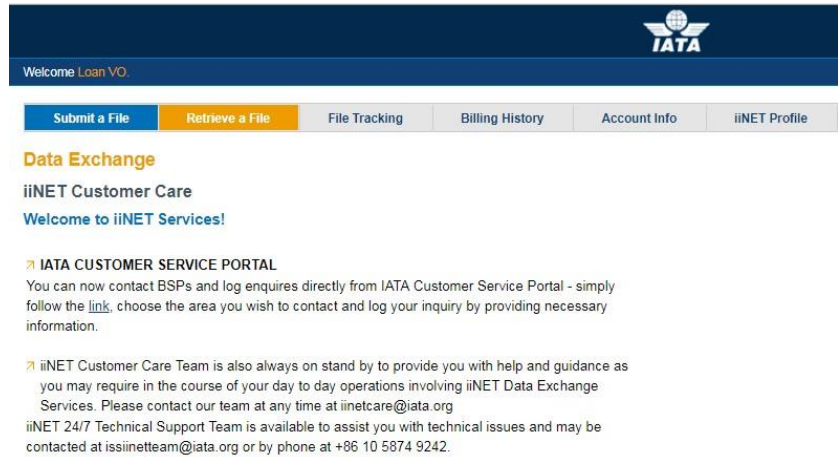 IATA
Welcome Loan VO.
Submit a File Retrieve a File File Tracking Billing History Account Info iiNET Profile
Data Exchange
iiNET Customer Care
Welcome to iiNET Services!
IATA CUSTOMER SERVICE PORTAL
You can now contact BSPs and log enquires directly from IATA Customer Service Portal - simply
follow the link, choose the area you wish to contact and log your inquiry by providing necessary
information.
iiNET Customer Care Team is also always on stand by to provide you with help and guidance as
you may require in the course of your day to day operations involving iiNET Data Exchange
Services. Please contact our team at any time at iinetcare@iata.org
iiNET 24/7 Technical Support Team is available to assist you with technical issues and may be
contacted at issiinetteam@iata.org or by phone at +86 10 5874 9242.